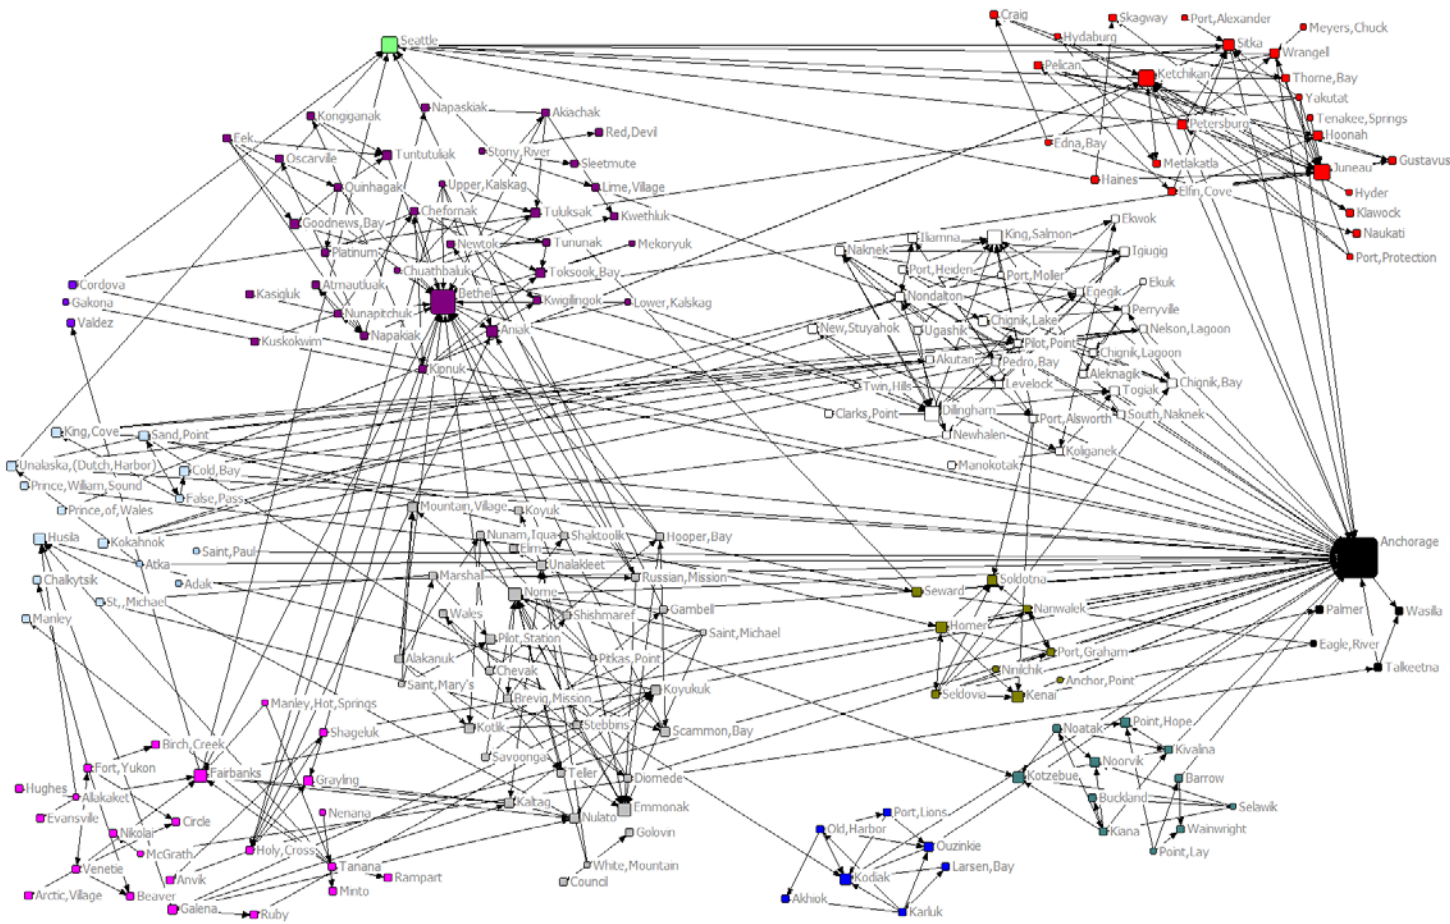 Seattle
Craig
Skagway
Port,Alexander
Meyers,Chuck
Hydaburg
Sitka
Wrangell
Pelican
Ketchikan
Thorne,Bay
Yakutat
Petersburg
Tenakee,Springs
Hoonah
Edna,Bay
Metlakatla
Gustavus
Juneau
Haines
Elfin,Cove
Hyder
Klawock
Naukati
Port,Protection
Napaskiak
Akiachak
Kongiganak
Red,Devil
Eek
Oscarville
Tuntutuliak
Stony,River
Sleetmute
Quinhagak
Upper,Kalskag
Lime,Village
Chefornak
Tuluksak
Kwethluk
Goodnews,Bay
Newtok
Tununak
Mekoryuk
Platinum
Chuathbaluk
Toksook,Bay
Atmautluak
Bethel
Kwigilingok
Lower,Kalskag
Kasigluk
Nunapitchuk
Aniak
Kuskokwim
Napakiak
Kipnuk
Cordova
Gakona
Valdez
Ekwok
Iliamna
King,Salmon
Naknek
Igiugig
Port,Heiden
Port,Moller
Ekuk
Nondalton
Egegik
Perryville
New,Stuyahok
Ugashik
Chignik,Lake
Nelson,Lagoon
Pilot,Point
Chignik,Lagoon
Akutan
Pedro,Bay
Aleknagik
Twin,Hills
Levelock
Togiak
Chignik,Bay
Clarks,Point
Dilingham
Port,Alsworth
South,Naknek
Newhalen
Koliganek
Manokotak
King,Cove
Sand,Point
Unalaska,(Dutch,Harbor)
Cold,Bay
Prince,William,Sound
False,Pass
Prince,of,Wales
Husila
Kokahnok
Saint,Paul
Atka
Chalkytsik
Adak
St,,Michael
Manley
Mountain,Village
Koyuk
Nunam,Iqua
Shaktoolik
Hooper,Bay
Elim
Unalakleet
Marshall
Russian,Mission
Nome
Wales
Shishmaref
Gambell
Pilot,Station
Saint,Michael
Alakanuk
Chevak
Pitkas,Point
Saint,Mary's
Brevig,Mission
Koyukuk
Kotlik
Stebbins
Scammon,Bay
Savoonga
Teller
Diomede
Kaltag
Emmonak
Nulato
Golovin
White,Mountain
Council
Anchorage
Soldotna
Seward
Nanwalek
Palmer
Wasilla
Homer
Eagle,River
Port,Graham
Talkeetna
Ninilchik
Anchor,Point
Seldovia
Kenai
Manley,Hot,Springs
Shageluk
Birch,Creek
Fort,Yukon
Fairbanks
Grayling
Hughes
Alakaket
Evansville
Circle
Nenana
Nikolai
McGrath
Holy,Cross
Venetie
Anvik
Tanana
Rampart
Arctic,Village
Beaver
Minto
Galena
Ruby
Noatak
Point,Hope
Kivalina
Noorvik
Kotzebue
Barrow
Buckland
Selawik
Kiana
Wainwright
Point,Lay
Port,Lions
Old,Harbor
Ouzinkie
Larsen,Bay
Kodiak
Akhiok
Karluk